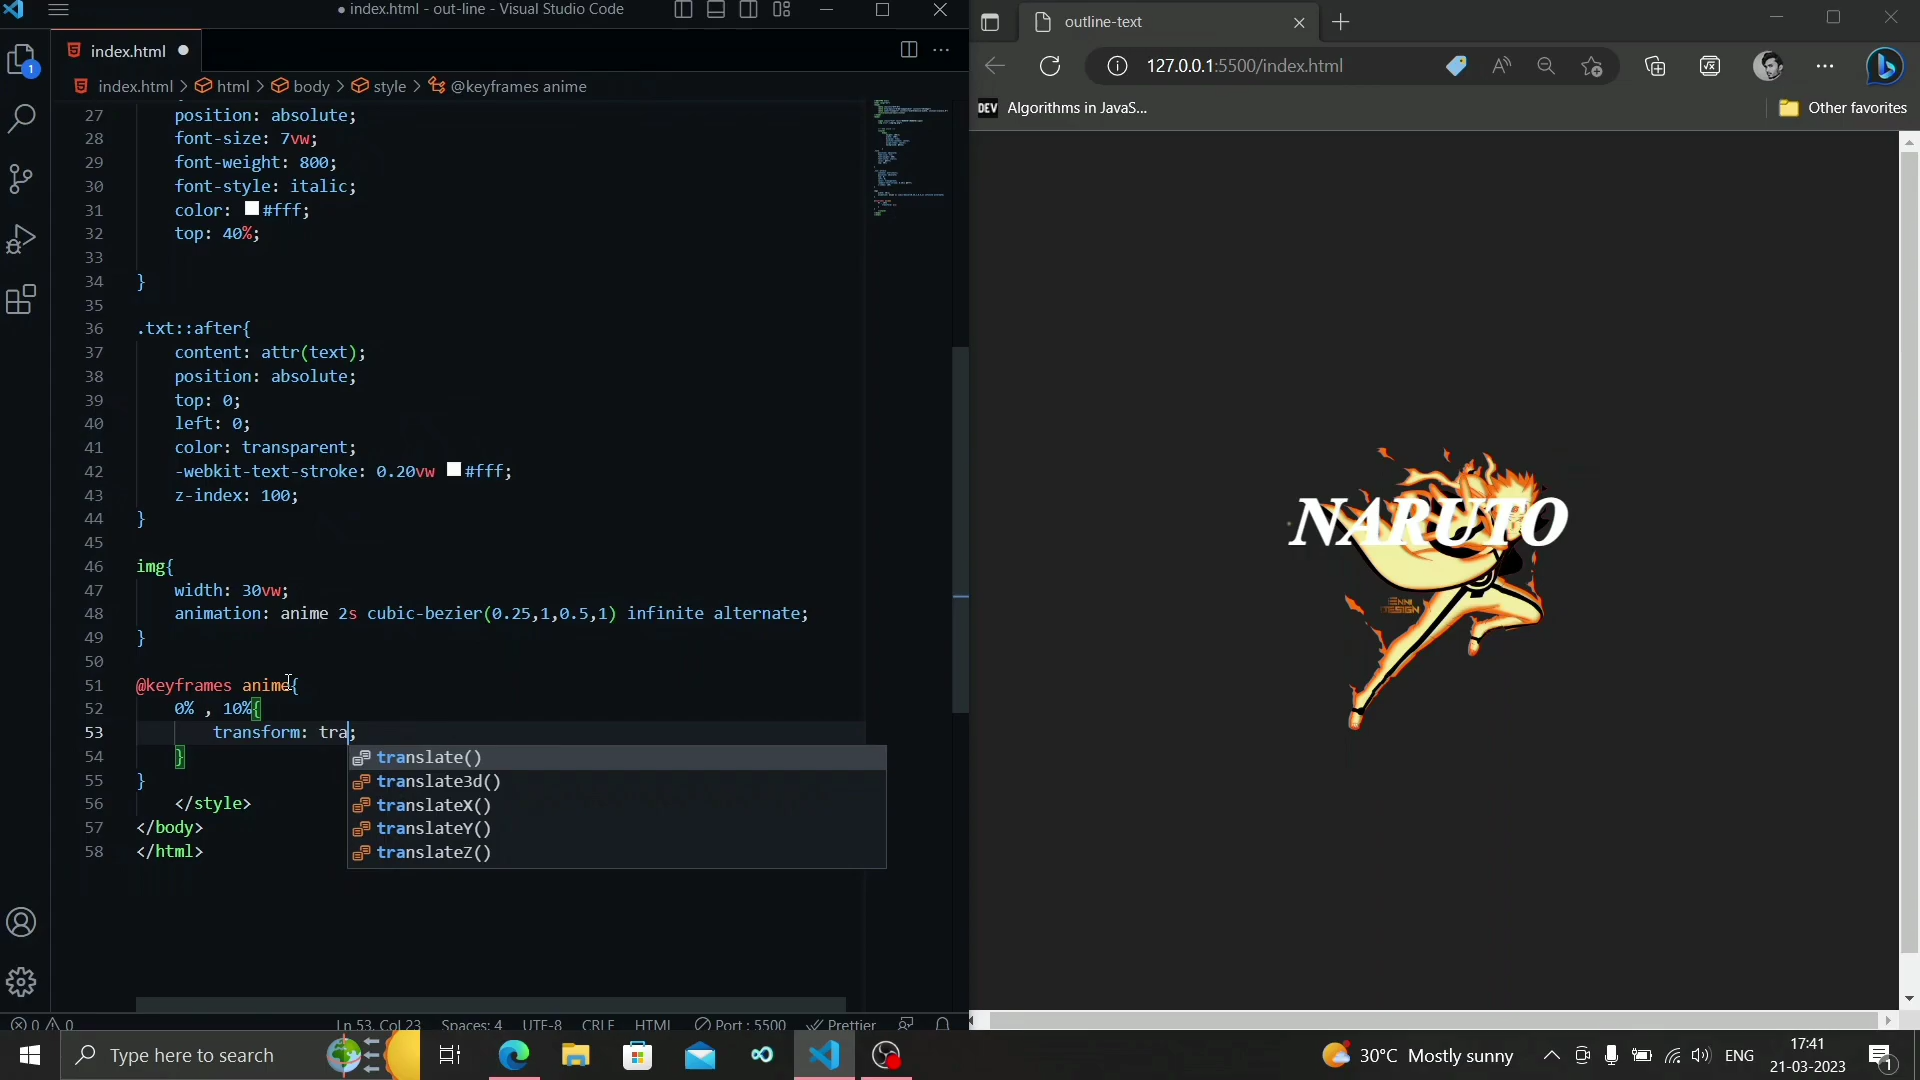 ● index.html - out-line - Visual Studio Code
index.html ●
index.html > html > body > style > @keyframes anime
27 position: absolute;
28 font-size: 7vw;
29 font-weight: 800;
30 font-style: italic;
31 color: #fff;
32 top: 40%;
33
34 }
35
36 .txt::after{
37 content: attr(text);
38 position: absolute;
39 top: 0;
40 left: 0;
41 color: transparent;
42 -webkit-text-stroke: 0.20vw #fff;
43 z-index: 100;
44 }
45
46 img{
47 width: 30vw;
48 animation: anime 2s cubic-bezier(0.25,1,0.5,1) infinite alternate;
49 }
50
51 @keyframes anime{
52 0% , 10%{
53 transform: tra;
54 }
55 }
56 </style>
57 </body>
58 </html>
translate()
translate3d()
translateX()
translateY()
translateZ()
1
0 0
Ln 53, Col 23 Spaces: 4 UTF-8 CRLF HTML Port : 5500 Prettier
outline-text
127.0.0.1:5500/index.html
DEV Algorithms in JavaS...
Other favorites
NARUTO
ENNI
DESIGN
Type here to search
30°C Mostly sunny
ENG
17:41
21-03-2023
1